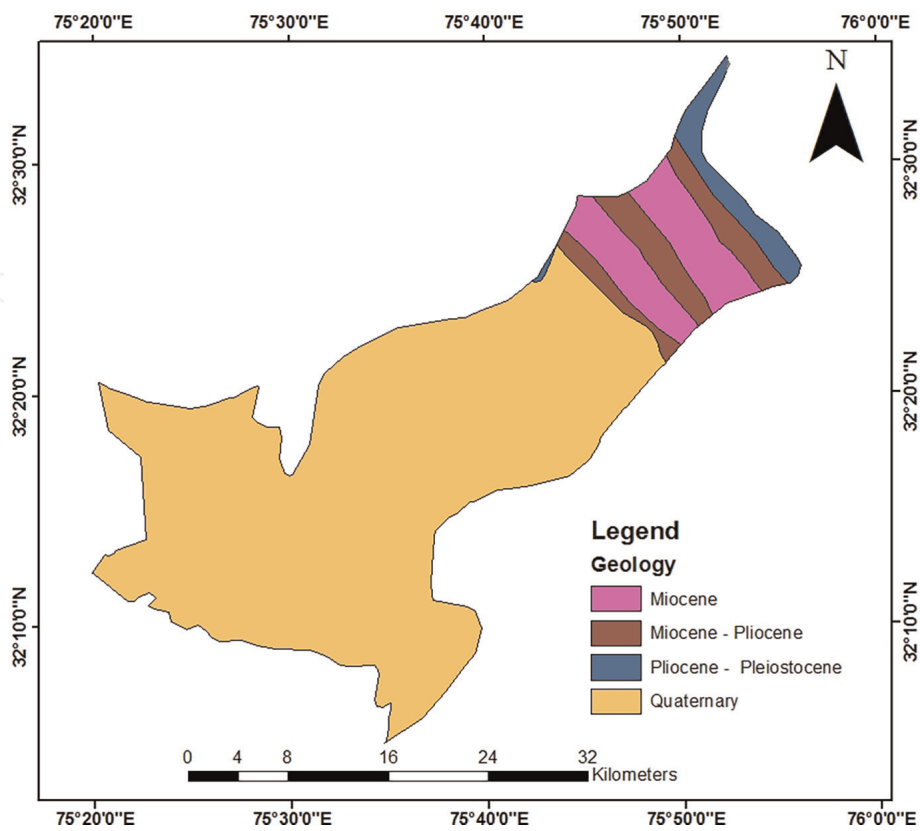 75°20'0"E 75°30'0"E 75°40'0"E 75°50'0"E 76°0'0"E
N
32°30'0"N 32°30'0"N
32°20'0"N 32°20'0"N
32°10'0"N 32°10'0"N
Legend
Geology
Miocene
Miocene - Pliocene
Pliocene - Pleiostocene
Quaternary
0 4 8 16 24 32
Kilometers
75°20'0"E 75°30'0"E 75°40'0"E 75°50'0"E 76°0'0"E